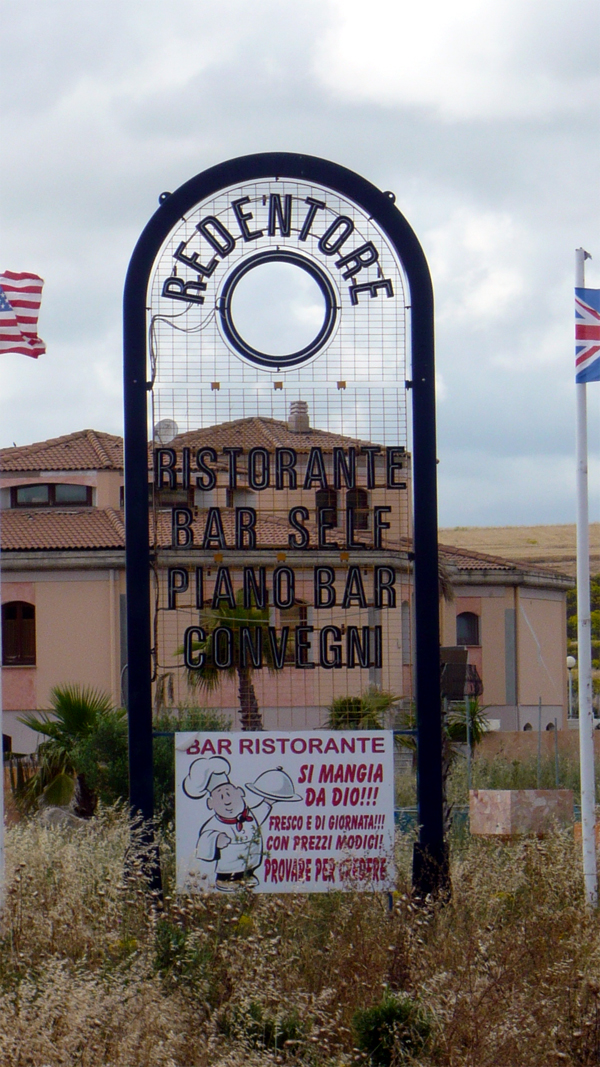 REDENTORE
RISTORANTE
BAR SELF
PIANO BAR
CONVEGNI
BAR RISTORANTE
SI MANGIA
DA DIO!!!
FRESCO E DI GIORNATA!!!
CON PREZZI MODICI!
PROVARE PER CREDERE